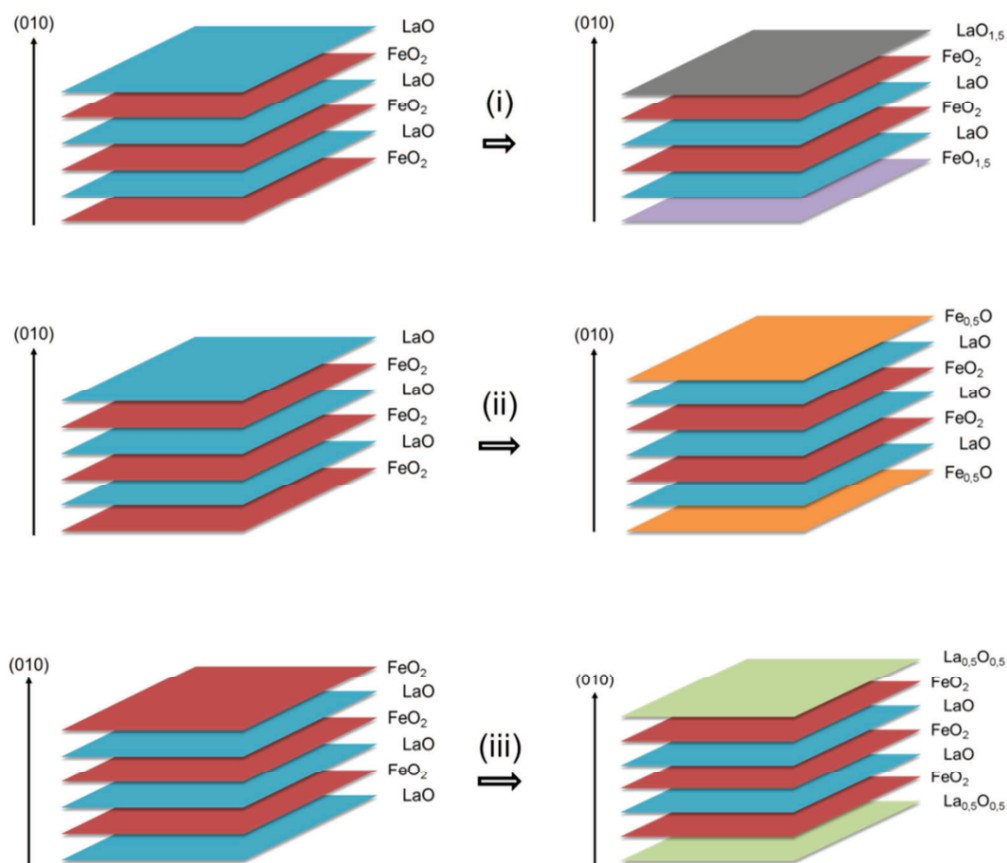 (010)
LaO
FeO₂
LaO
FeO₂
LaO
FeO₂
(i)
(010)
LaO₁,₅
FeO₂
LaO
FeO₂
LaO
FeO₁,₅
(010)
LaO
FeO₂
LaO
FeO₂
LaO
FeO₂
(ii)
(010)
Fe₀,₅O
LaO
FeO₂
LaO
FeO₂
LaO
Fe₀,₅O
(010)
FeO₂
LaO
FeO₂
LaO
FeO₂
LaO
(iii)
(010)
La₀,₅O₀,₅
FeO₂
LaO
FeO₂
LaO
FeO₂
La₀,₅O₀,₅